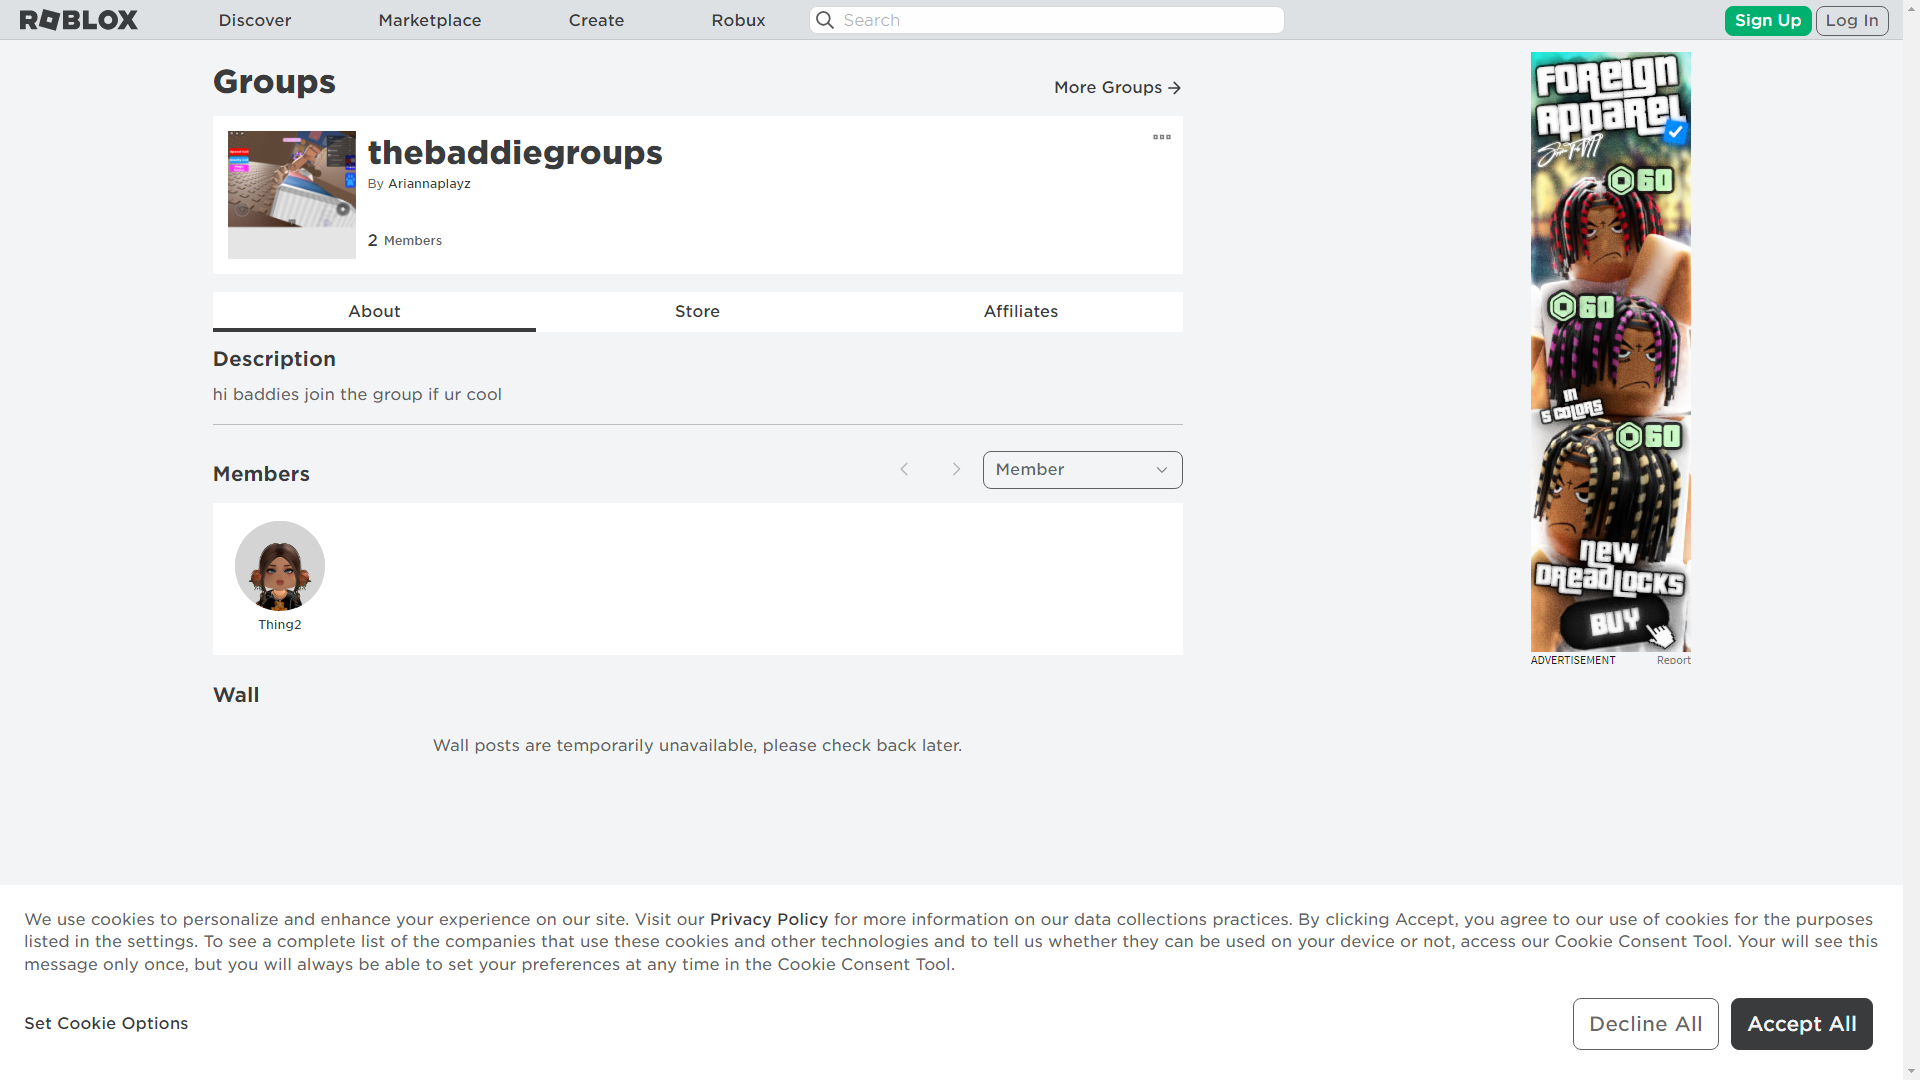 ROBLOX
Discover
Marketplace
Create
Robux
Search
Sign Up
Log In
Groups
More Groups
thebaddiegroups
By Ariannaplayz
2 Members
About
Store
Affiliates
Description
hi baddies join the group if ur cool
Members
Member
Thing2
Wall
Wall posts are temporarily unavailable, please check back later.
FOREIGN
APPAREL
60
60
IN
5 COLORS
60
NEW
DREADLOCKS
BUY
ADVERTISEMENT
Report
We use cookies to personalize and enhance your experience on our site. Visit our Privacy Policy for more information on our data collections practices. By clicking Accept, you agree to our use of cookies for the purposes
listed in the settings. To see a complete list of the companies that use these cookies and other technologies and to tell us whether they can be used on your device or not, access our Cookie Consent Tool. Your will see this
message only once, but you will always be able to set your preferences at any time in the Cookie Consent Tool.
Set Cookie Options
Decline All
Accept All